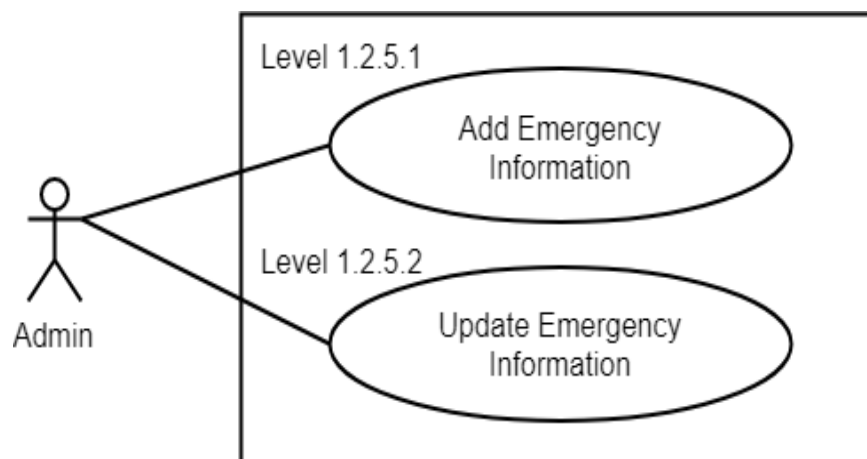 Level 1.2.5.1
Add Emergency
Information
Level 1.2.5.2
Update Emergency
Information
Admin